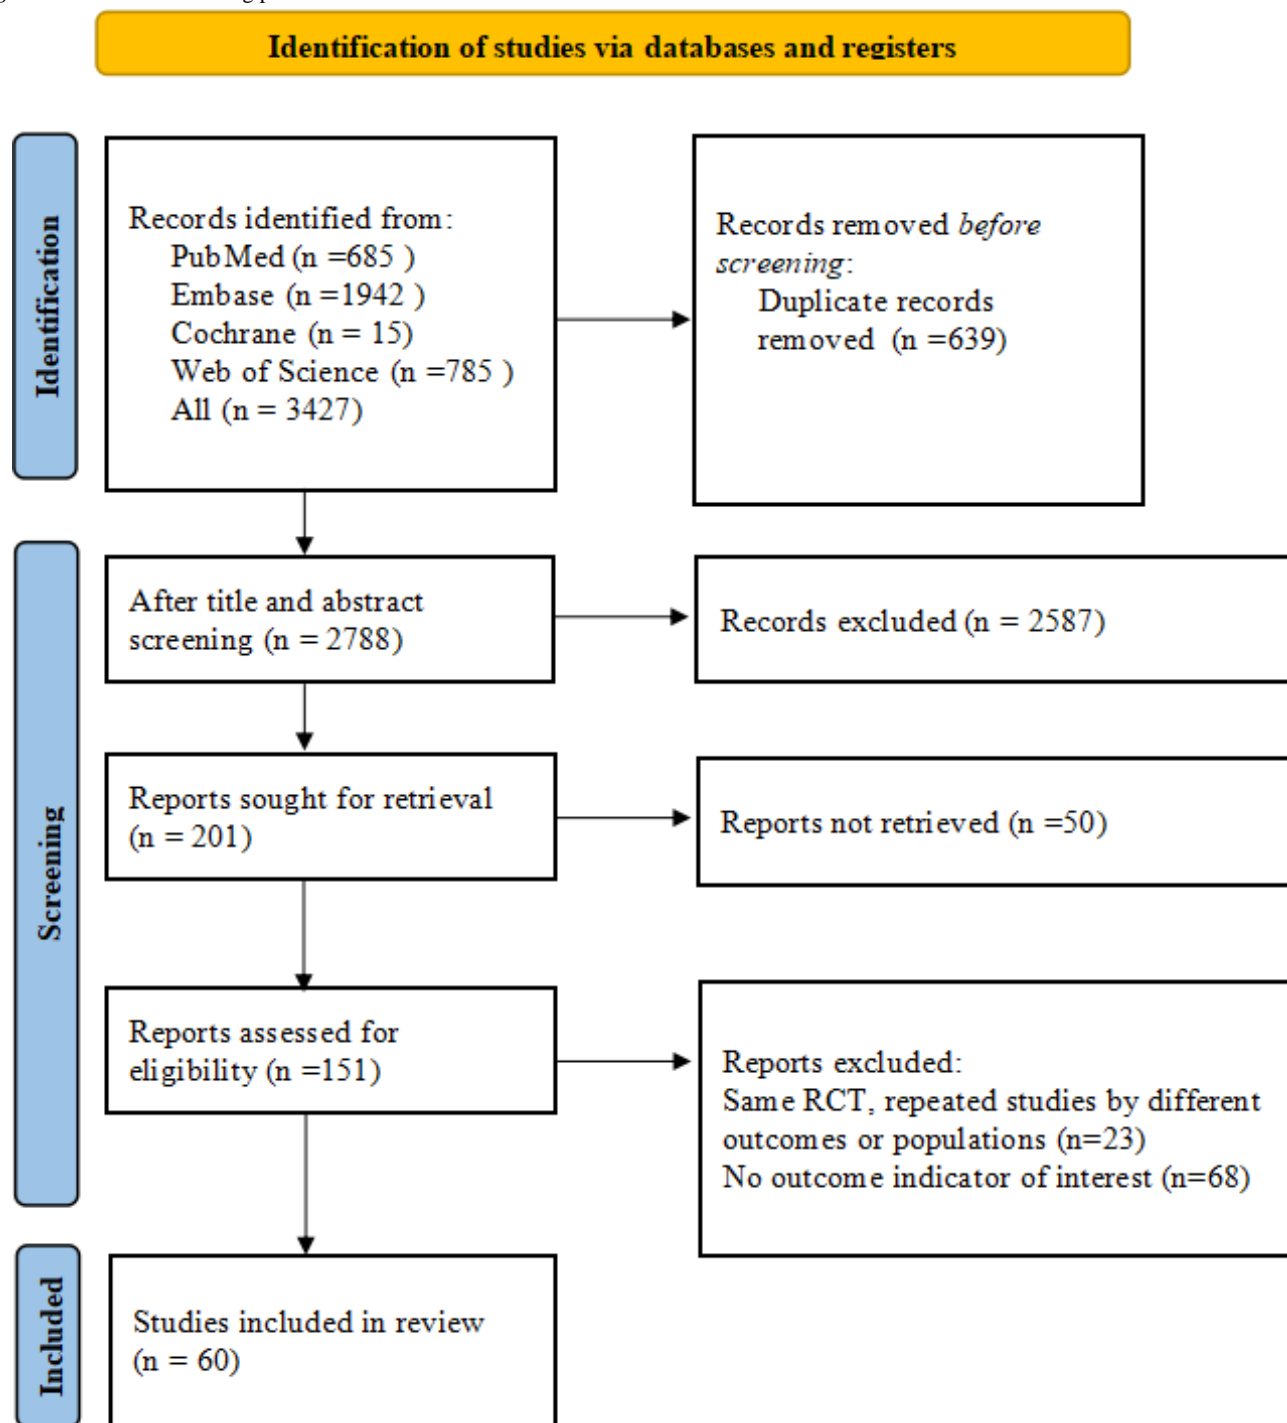 Identification of studies via databases and registers
Identification
Records identified from:
PubMed (n =685 )
Embase (n =1942 )
Cochrane (n = 15)
Web of Science (n =785 )
All (n = 3427)
Records removed before
screening:
Duplicate records
removed (n =639)
Screening
After title and abstract
screening (n = 2788)
Records excluded (n = 2587)
Reports sought for retrieval
(n = 201)
Reports not retrieved (n =50)
Reports assessed for
eligibility (n =151)
Reports excluded:
Same RCT, repeated studies by different
outcomes or populations (n=23)
No outcome indicator of interest (n=68)
Included
Studies included in review
(n = 60)